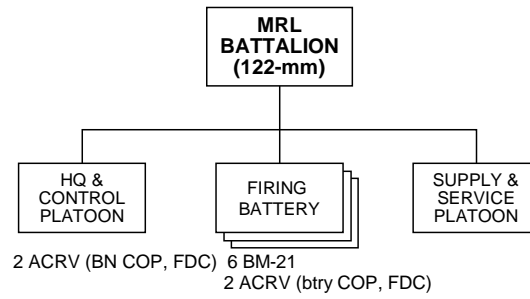 MRL
BATTALION
(122-mm)
HQ &
CONTROL
PLATOON
FIRING
BATTERY
SUPPLY &
SERVICE
PLATOON
2 ACRV (BN COP, FDC)
6 BM-21
2 ACRV (btry COP, FDC)